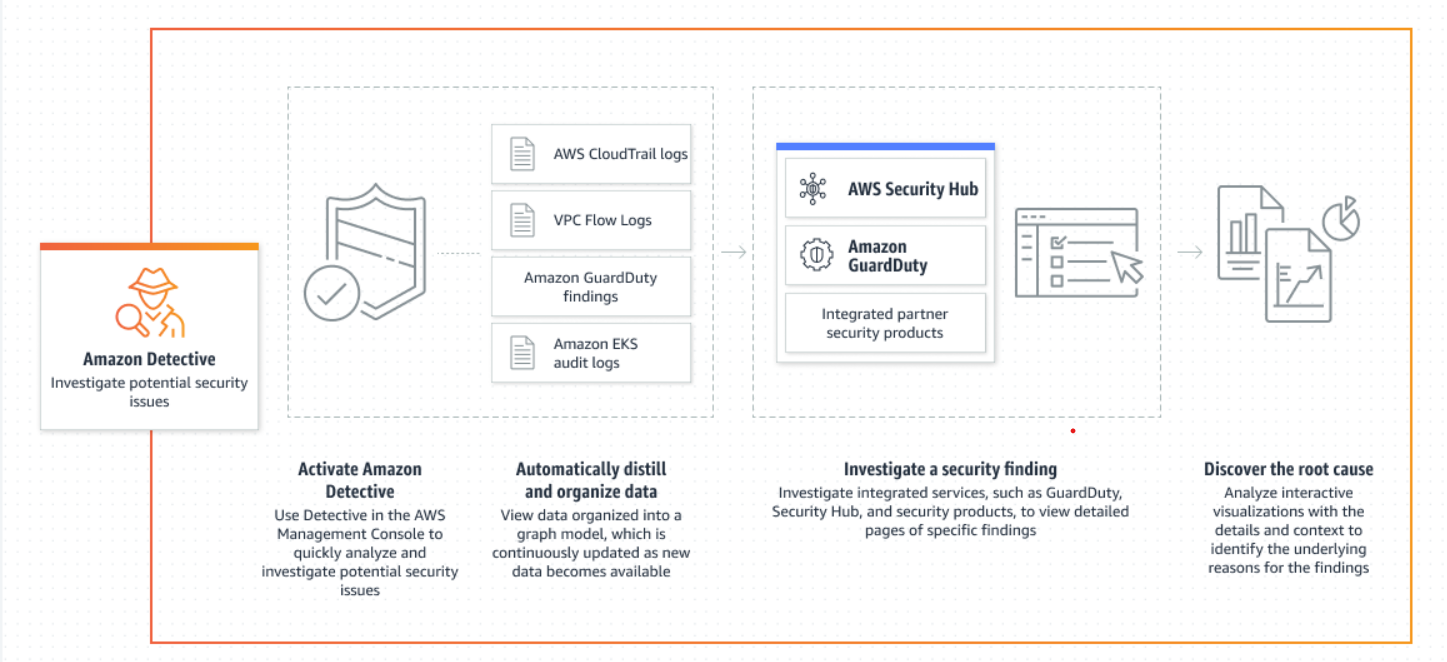 Amazon Detective
Investigate potential security
issues
AWS CloudTrail logs
VPC Flow Logs
Amazon GuardDuty
findings
Amazon EKS
audit logs
AWS Security Hub
Amazon
GuardDuty
Integrated partner
security products
Activate Amazon
Detective
Use Detective in the AWS
Management Console to
quickly analyze and
investigate potential security
issues
Automatically distill
and organize data
View data organized into a
graph model, which is
continuously updated as new
data becomes available
Investigate a security finding
Investigate integrated services, such as GuardDuty,
Security Hub, and security products, to view detailed
pages of specific findings
Discover the root cause
Analyze interactive
visualizations with the
details and context to
identify the underlying
reasons for the findings